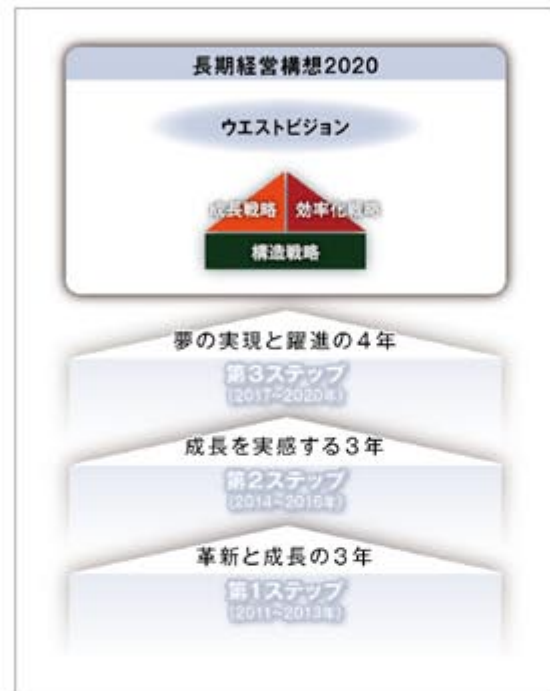 長期経営構想2020
ウエストビジョン
成長戦略 効率化戦略
構造戦略
夢の実現と躍進の4年
第3ステップ
(2017~2020年)
成長を実感する3年
第2ステップ
(2014~2016年)
革新と成長の3年
第1ステップ
(2011~2013年)